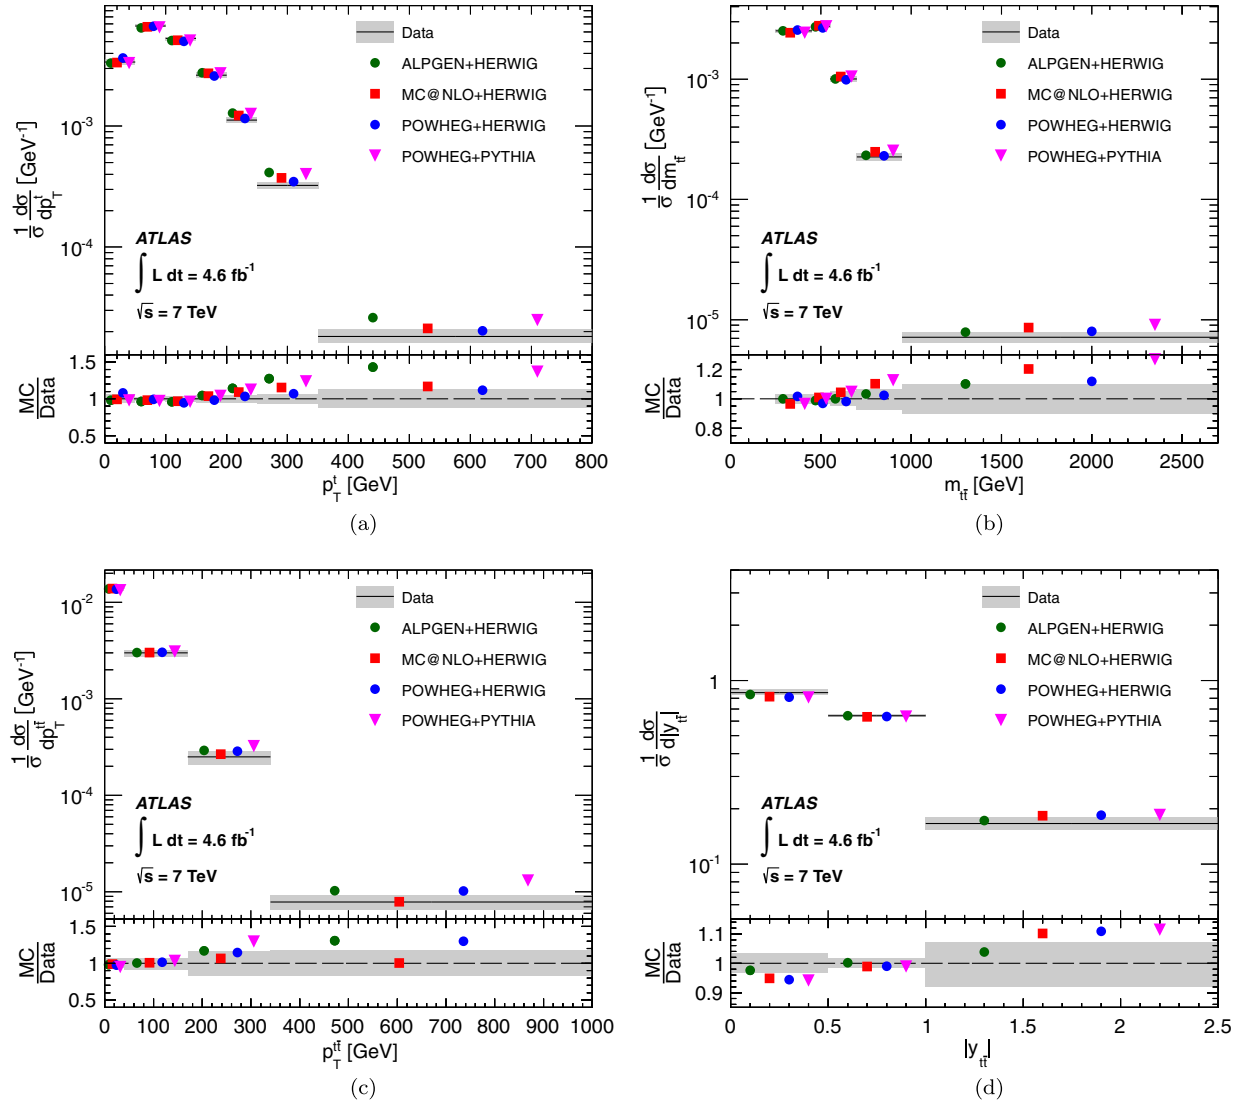 1/σ dσ/dp_T^t [GeV⁻¹]
10⁻³
10⁻⁴
Data
ALPGEN+HERWIG
MC@NLO+HERWIG
POWHEG+HERWIG
POWHEG+PYTHIA
ATLAS
∫ L dt = 4.6 fb⁻¹
√s = 7 TeV
MC/Data
1.5
1
0.5
0 100 200 300 400 500 600 700 800
p_T^t [GeV]
(a)
1/σ dσ/dm_tt̄ [GeV⁻¹]
10⁻³
10⁻⁴
10⁻⁵
Data
ALPGEN+HERWIG
MC@NLO+HERWIG
POWHEG+HERWIG
POWHEG+PYTHIA
ATLAS
∫ L dt = 4.6 fb⁻¹
√s = 7 TeV
MC/Data
1.2
1
0.8
0 500 1000 1500 2000 2500
m_tt̄ [GeV]
(b)
1/σ dσ/dp_T^tt̄ [GeV⁻¹]
10⁻²
10⁻³
10⁻⁴
10⁻⁵
Data
ALPGEN+HERWIG
MC@NLO+HERWIG
POWHEG+HERWIG
POWHEG+PYTHIA
ATLAS
∫ L dt = 4.6 fb⁻¹
√s = 7 TeV
MC/Data
1.5
1
0.5
0 100 200 300 400 500 600 700 800 900 1000
p_T^tt̄ [GeV]
(c)
1/σ dσ/d|y_tt̄|
1
10⁻¹
Data
ALPGEN+HERWIG
MC@NLO+HERWIG
POWHEG+HERWIG
POWHEG+PYTHIA
ATLAS
∫ L dt = 4.6 fb⁻¹
√s = 7 TeV
MC/Data
1.1
1
0.9
0 0.5 1 1.5 2 2.5
|y_tt̄|
(d)